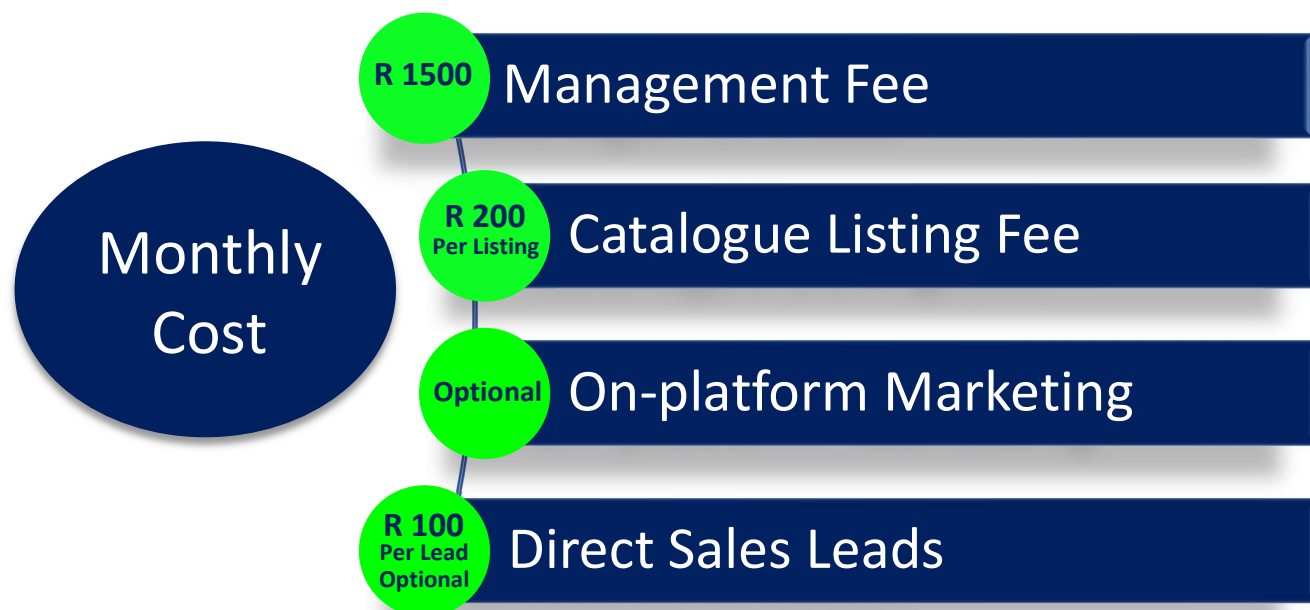 Monthly
Cost
R 1500
Management Fee
R 200
Per Listing
Catalogue Listing Fee
Optional
On-platform Marketing
R 100
Per Lead
Optional
Direct Sales Leads